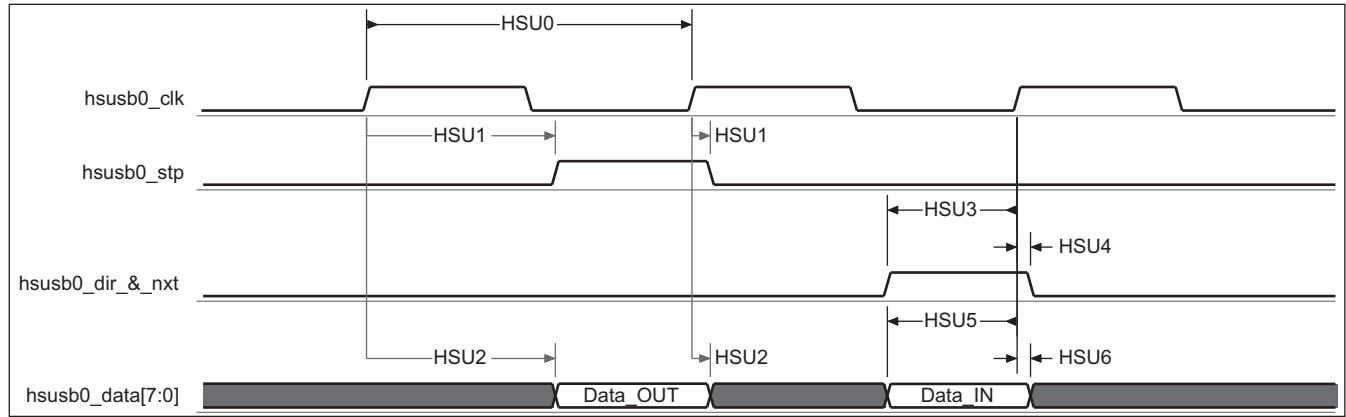 HSU0
hsusb0_clk
HSU1 HSU1
hsusb0_stp
HSU3
HSU4
hsusb0_dir_&_nxt
HSU5
HSU2 HSU2 HSU6
hsusb0_data[7:0] Data_OUT Data_IN